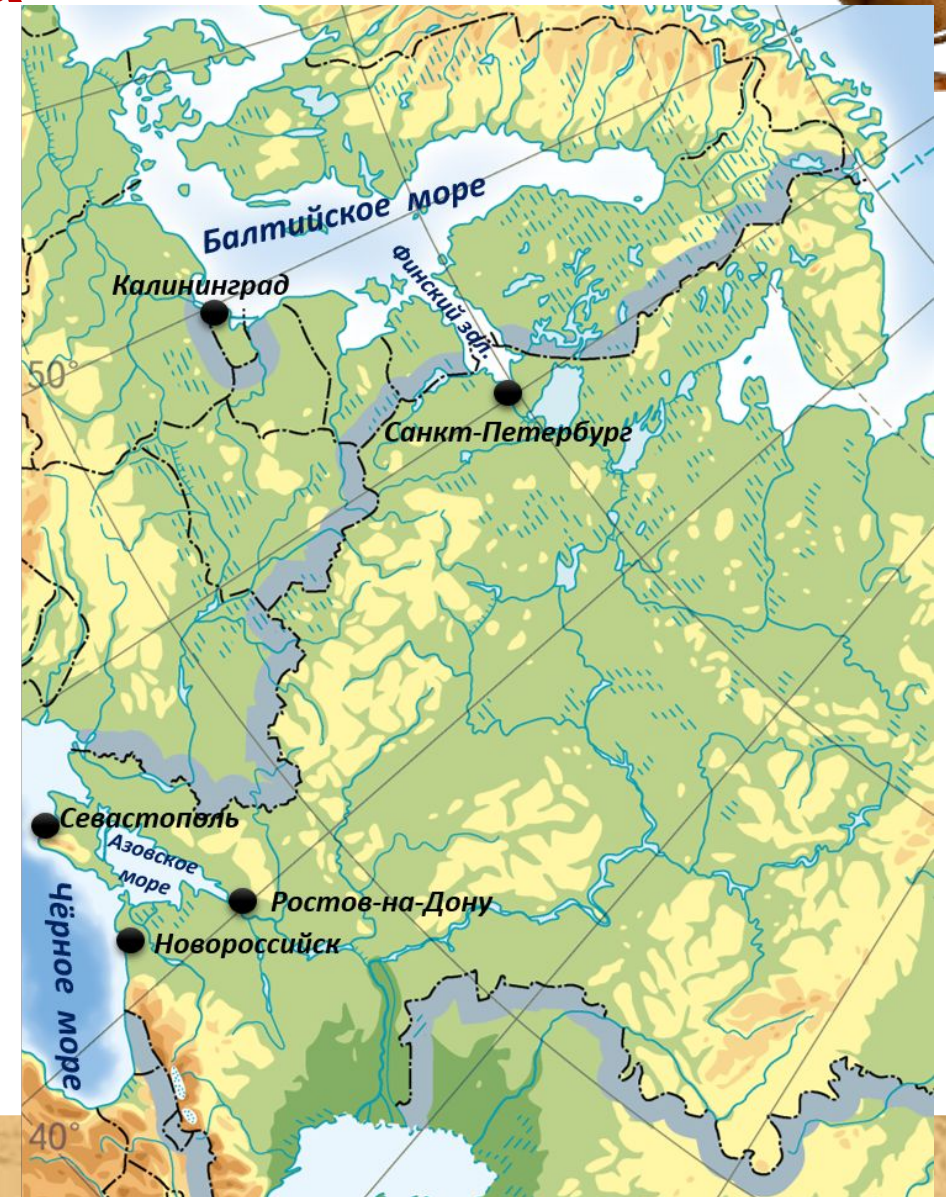 Балтийское море
Калининград
Финский зал.
50°
Санкт-Петербург
Севастополь
Азовское
море
Ростов-на-Дону
Новороссийск
Чёрное море
40°